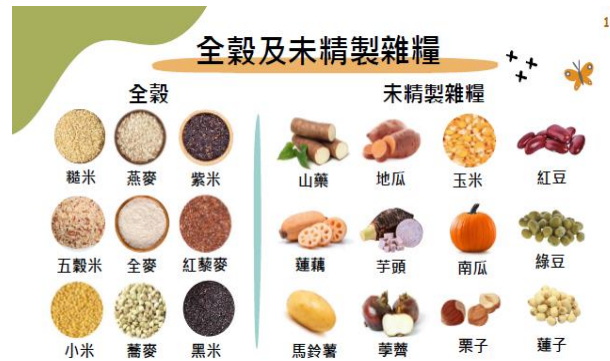 1
全穀及未精製雜糧
全穀
未精製雜糧
糙米
燕麥
紫米
山藥
地瓜
玉米
紅豆
五穀米
全麥
紅藜麥
蓮藕
芋頭
南瓜
綠豆
小米
蕎麥
黑米
馬鈴薯
荸薺
栗子
蓮子